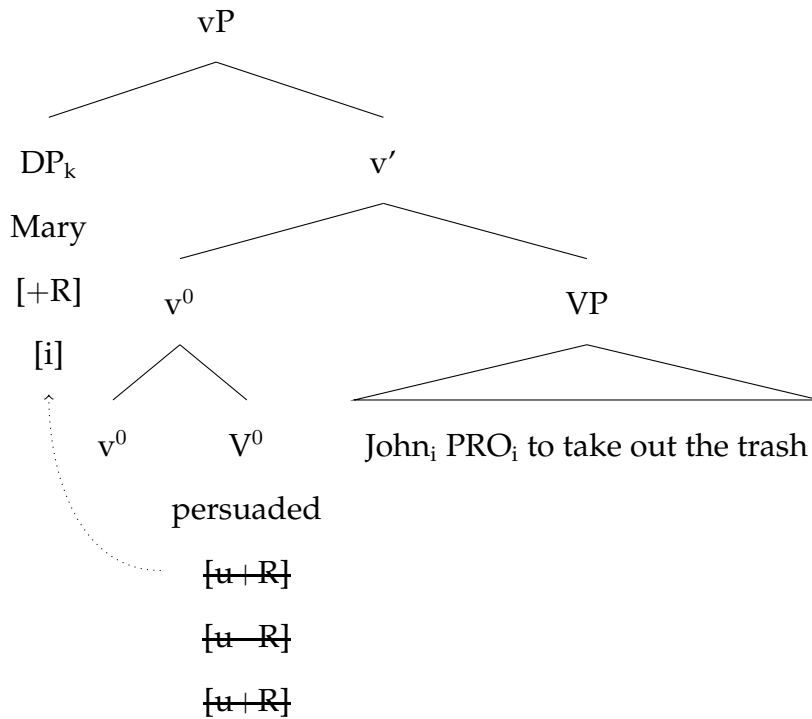 vP
DPₖ v′
Mary
[+R] v⁰ VP
[i]
v⁰ V⁰ Johnᵢ PROᵢ to take out the trash
persuaded
[u+R]
[u−R]
[u+R]